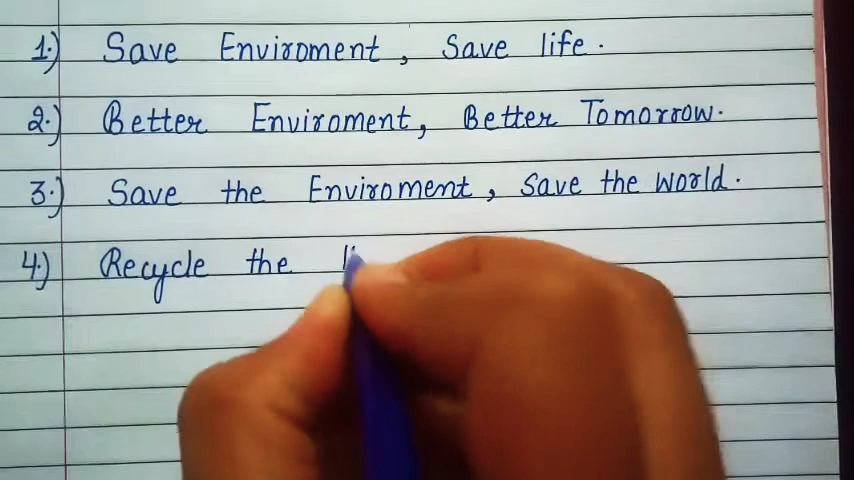 1.) Save Enviroment, Save life.
2.) Better Enviroment, Better Tomorrow.
3.) Save the Enviroment, save the world.
4.) Recycle the